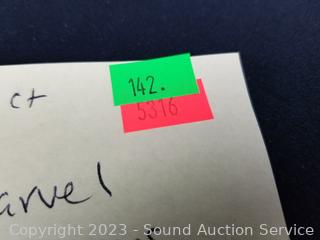 142.
5316
ct
arvel
Copyright 2023 - Sound Auction Service